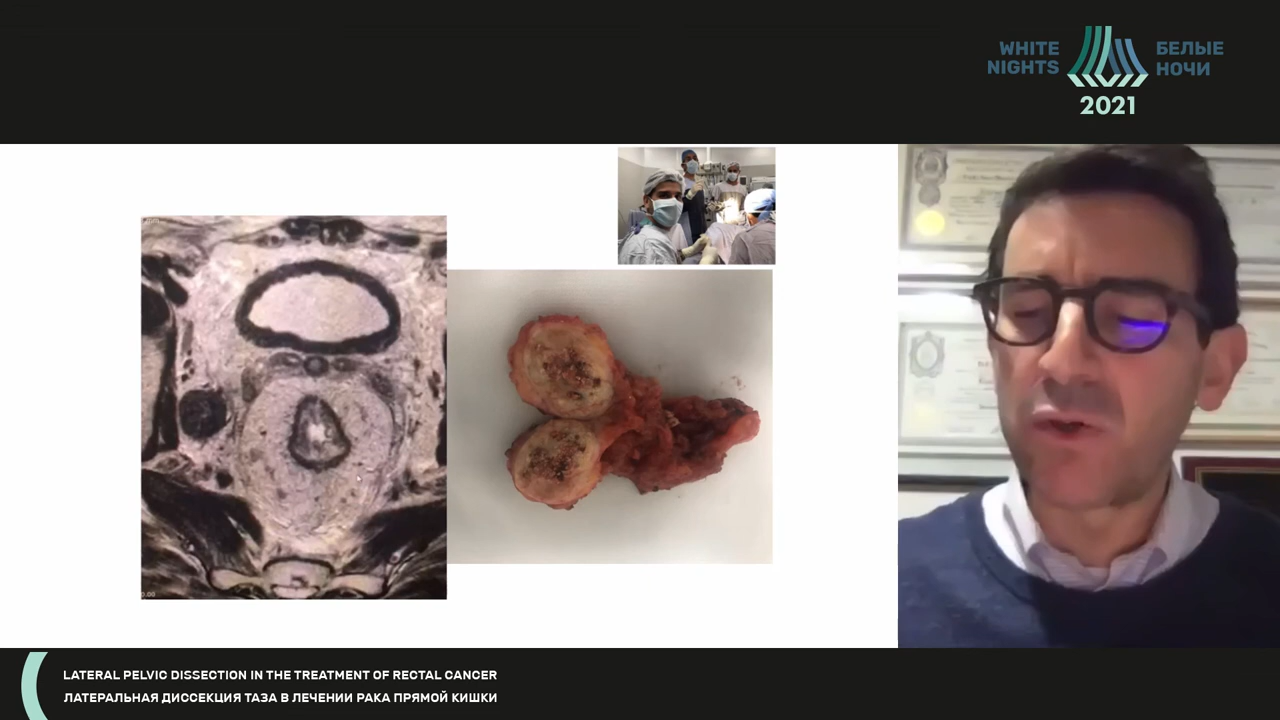 WHITE
NIGHTS
БЕЛЫЕ
НОЧИ
2021
LATERAL PELVIC DISSECTION IN THE TREATMENT OF RECTAL CANCER
ЛАТЕРАЛЬНАЯ ДИССЕКЦИЯ ТАЗА В ЛЕЧЕНИИ РАКА ПРЯМОЙ КИШКИ